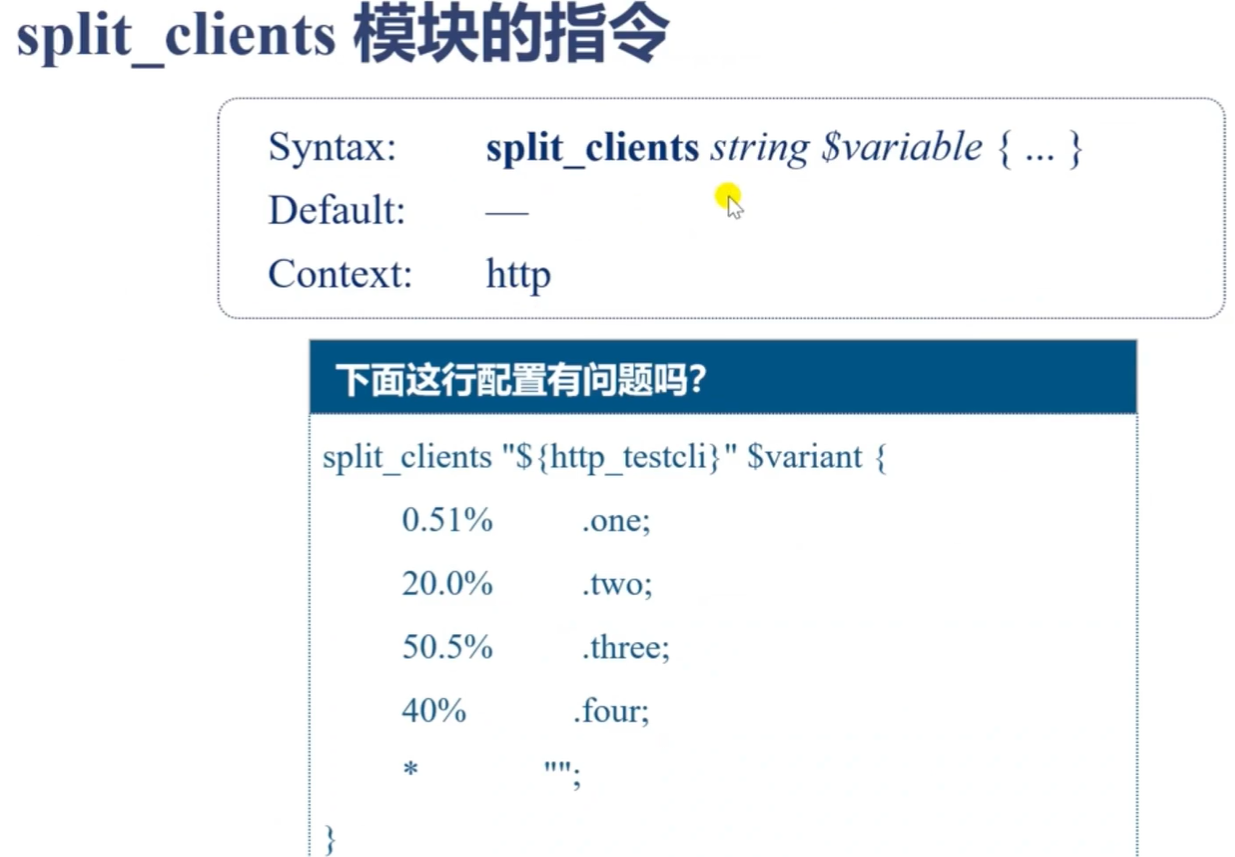 split_clients 模块的指令
Syntax: split_clients string $variable { ... }
Default: —
Context: http
下面这行配置有问题吗？
split_clients "${http_testcli}" $variant {
0.51% .one;
20.0% .two;
50.5% .three;
40% .four;
* "";
}